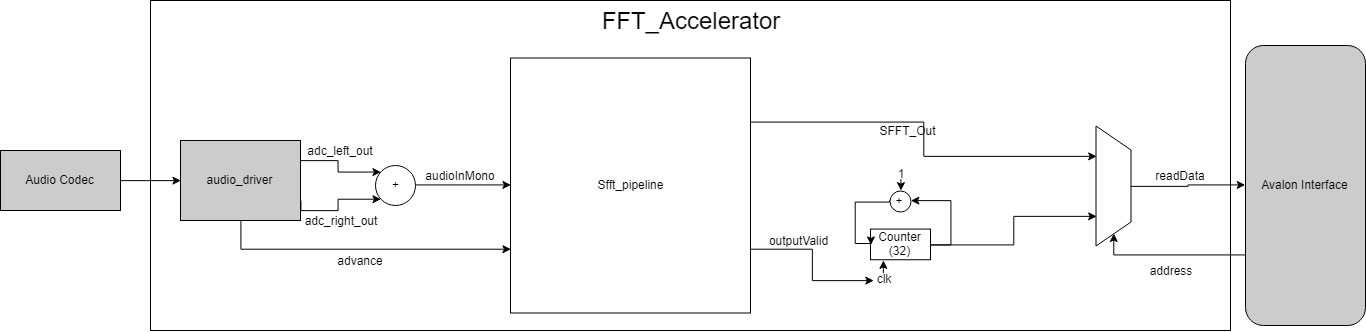 FFT_Accelerator
Audio Codec
audio_driver
adc_left_out
adc_right_out
+
audioInMono
advance
Sfft_pipeline
SFFT_Out
outputValid
1
+
Counter
(32)
clk
readData
address
Avalon Interface